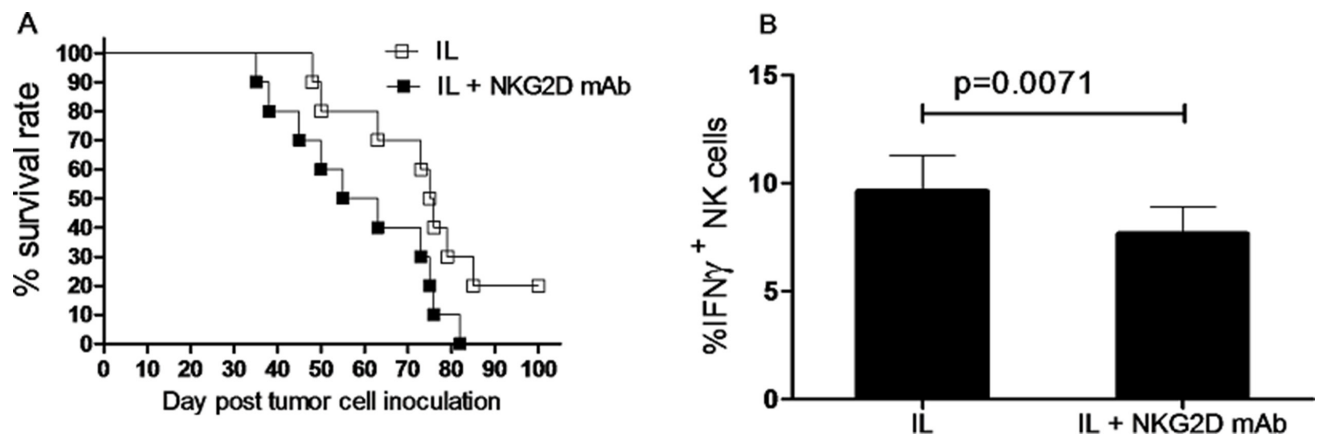 A
% survival rate
100
90
80
70
60
50
40
30
20
10
0
0 10 20 30 40 50 60 70 80 90 100
Day post tumor cell inoculation
IL
IL + NKG2D mAb
B
%IFNγ+ NK cells
15
10
5
0
p=0.0071
IL
IL + NKG2D mAb